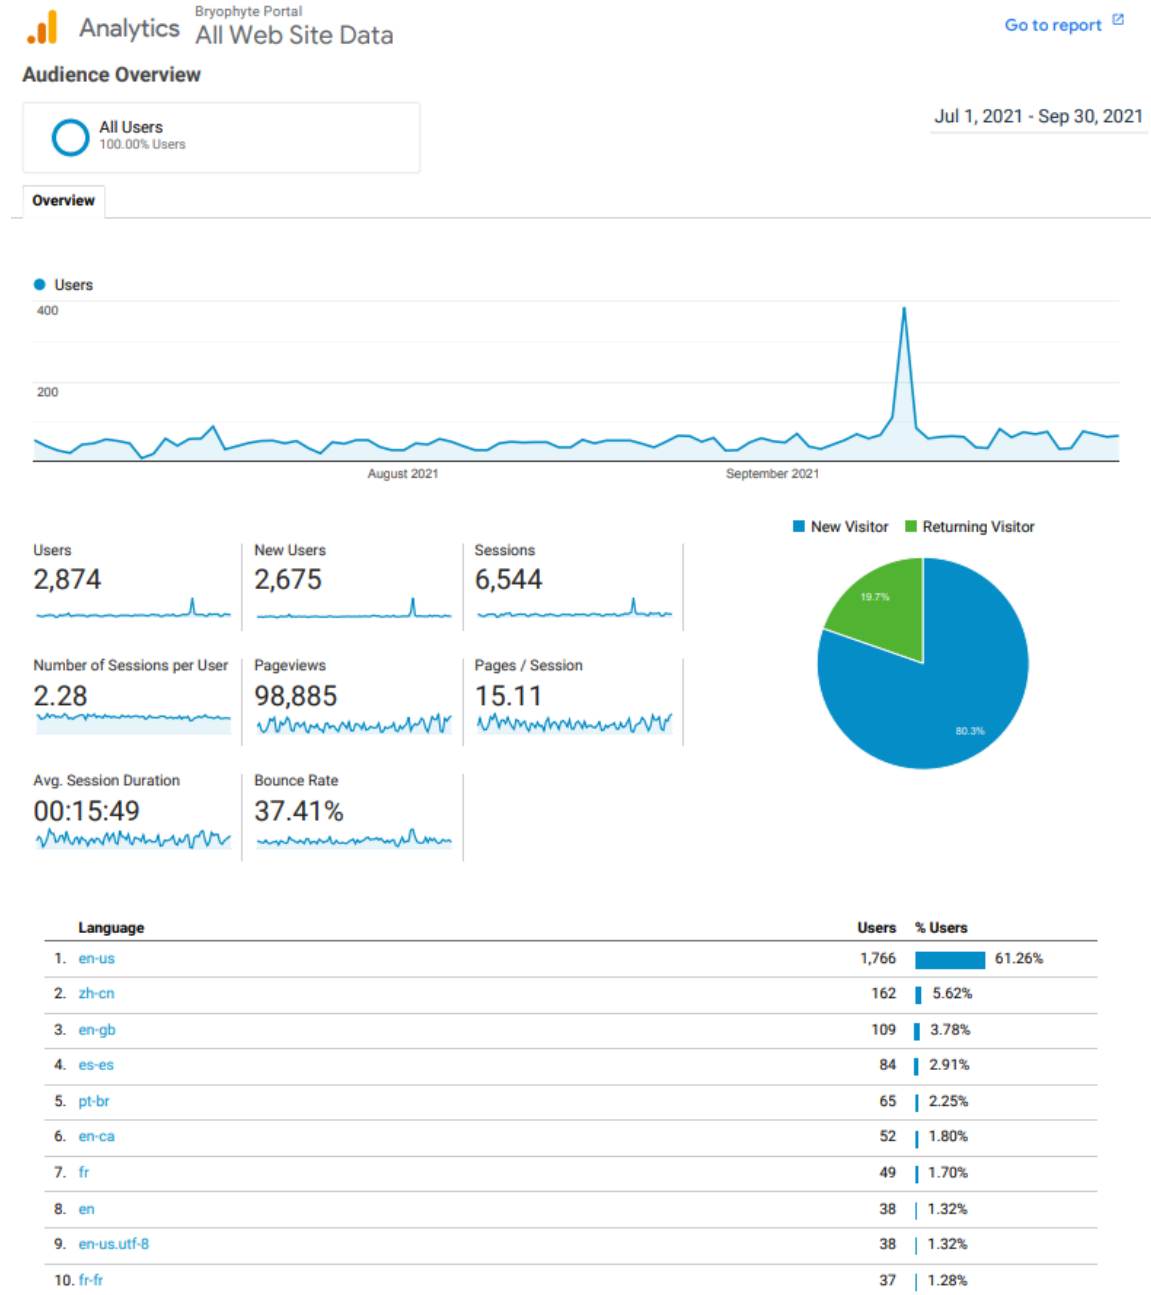 Bryophyte Portal
Analytics All Web Site Data
Go to report
Audience Overview
All Users
100.00% Users
Jul 1, 2021 - Sep 30, 2021
Overview
Users
400
200
August 2021 September 2021
New Visitor Returning Visitor
19.7%
80.3%
Users New Users Sessions
2,874 2,675 6,544
Number of Sessions per User Pageviews Pages / Session
2.28 98,885 15.11
Avg. Session Duration Bounce Rate
00:15:49 37.41%
Language Users % Users
1. en-us 1,766 61.26%
2. zh-cn 162 5.62%
3. en-gb 109 3.78%
4. es-es 84 2.91%
5. pt-br 65 2.25%
6. en-ca 52 1.80%
7. fr 49 1.70%
8. en 38 1.32%
9. en-us.utf-8 38 1.32%
10. fr-fr 37 1.28%